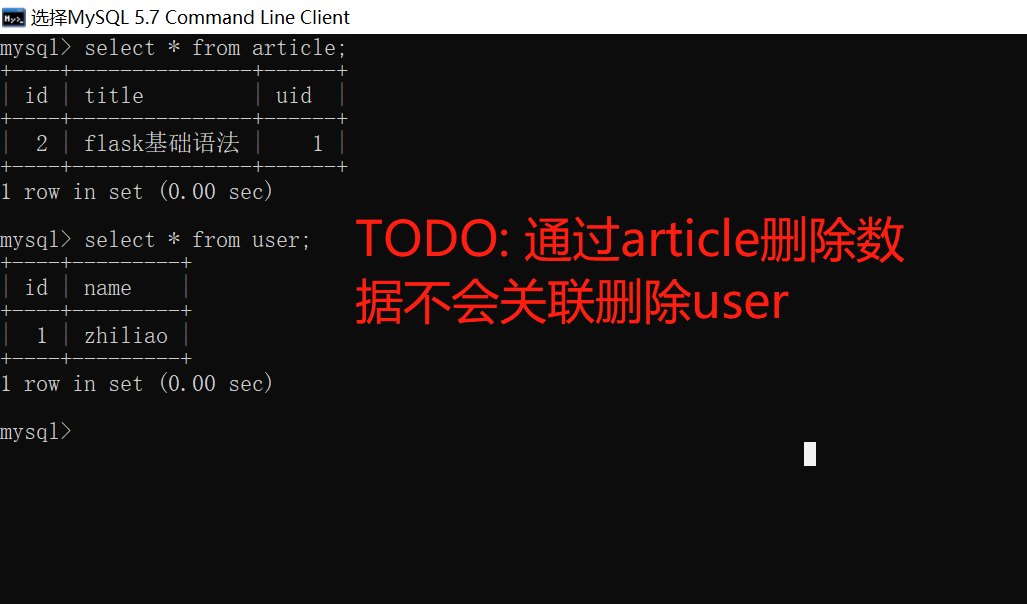 选择MySQL 5.7 Command Line Client
mysql> select * from article;
+----+---------------+------+
| id | title         | uid  |
+----+---------------+------+
|  2 | flask基础语法 |    1 |
+----+---------------+------+
1 row in set (0.00 sec)
mysql> select * from user;
+----+---------+
| id | name    |
+----+---------+
|  1 | zhiliao |
+----+---------+
1 row in set (0.00 sec)
mysql>
TODO: 通过article删除数
据不会关联删除user